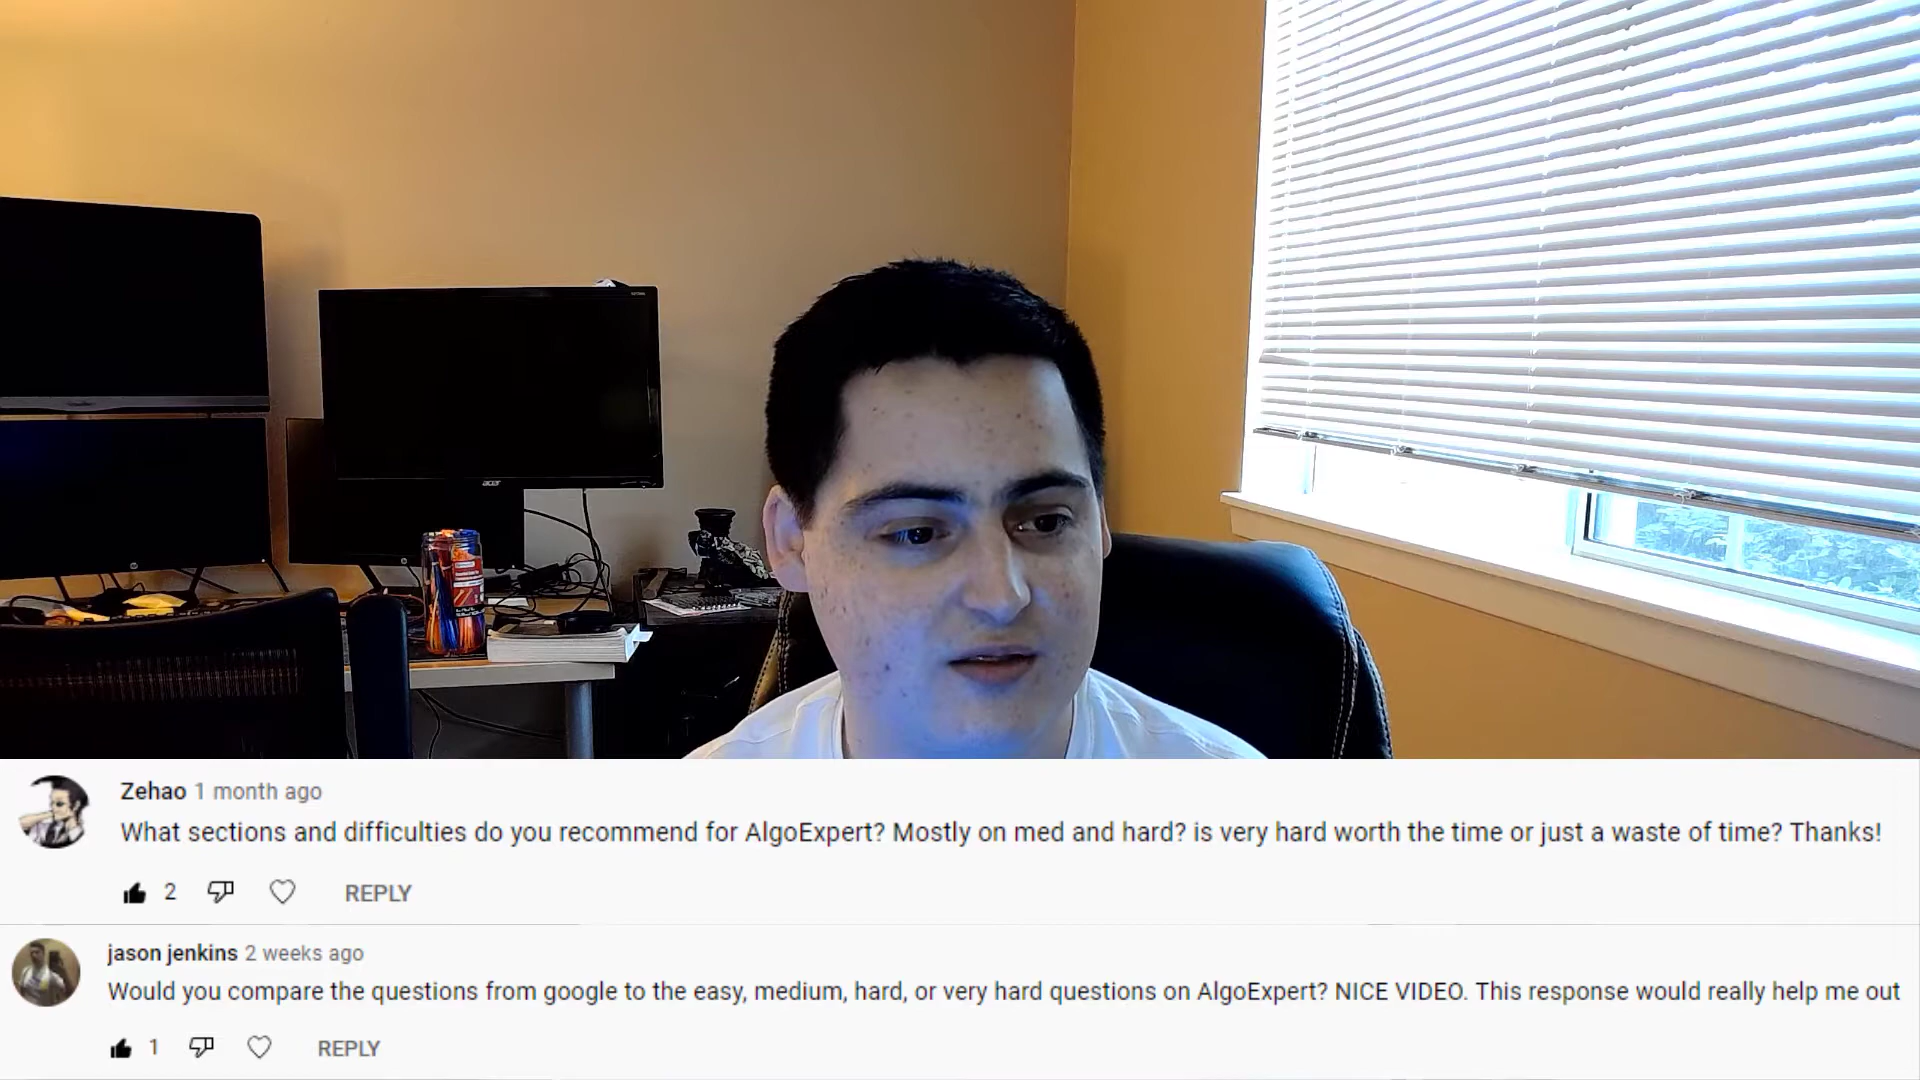 acer
Zehao 1 month ago
What sections and difficulties do you recommend for AlgoExpert? Mostly on med and hard? is very hard worth the time or just a waste of time? Thanks!
2 REPLY
jason jenkins 2 weeks ago
Would you compare the questions from google to the easy, medium, hard, or very hard questions on AlgoExpert? NICE VIDEO. This response would really help me out
1 REPLY